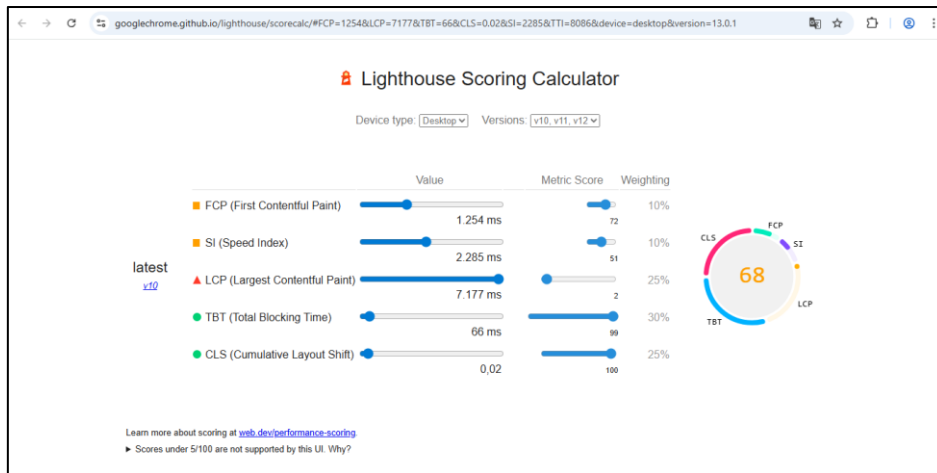 googlechrome.github.io/lighthouse/scorecalc/#FCP=1254&LCP=7177&TBT=66&CLS=0.02&SI=2285&TTI=8086&device=desktop&version=13.0.1
Lighthouse Scoring Calculator
Device type: Desktop Versions: v10, v11, v12
Value Metric Score Weighting
FCP (First Contentful Paint) 10%
1.254 ms 72
SI (Speed Index) 10%
2.285 ms 51
latest
v10
LCP (Largest Contentful Paint) 25%
7.177 ms 2
TBT (Total Blocking Time) 30%
66 ms 99
CLS (Cumulative Layout Shift) 25%
0,02 100
FCP
CLS
SI
68
LCP
TBT
Learn more about scoring at web.dev/performance-scoring.
▶ Scores under 5/100 are not supported by this UI. Why?